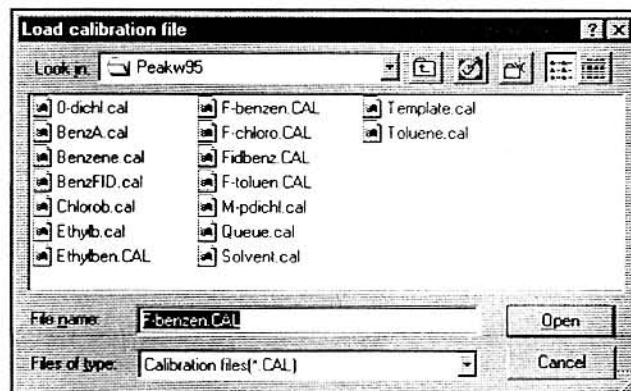 Load calibration file
Look in: Peakw95
0-dichl.cal
BenzA.cal
Benzene.cal
BenzFID.cal
Chlorob.cal
Ethylb.cal
Ethylben.CAL
F-benzen.CAL
F-chloro.CAL
Fidbenz.CAL
F-toluen.CAL
M-pdichl.cal
Queue.cal
Solvent.cal
Template.cal
Toluene.cal
File name: F-benzen.CAL
Open
Files of type: Calibration files(*.CAL)
Cancel